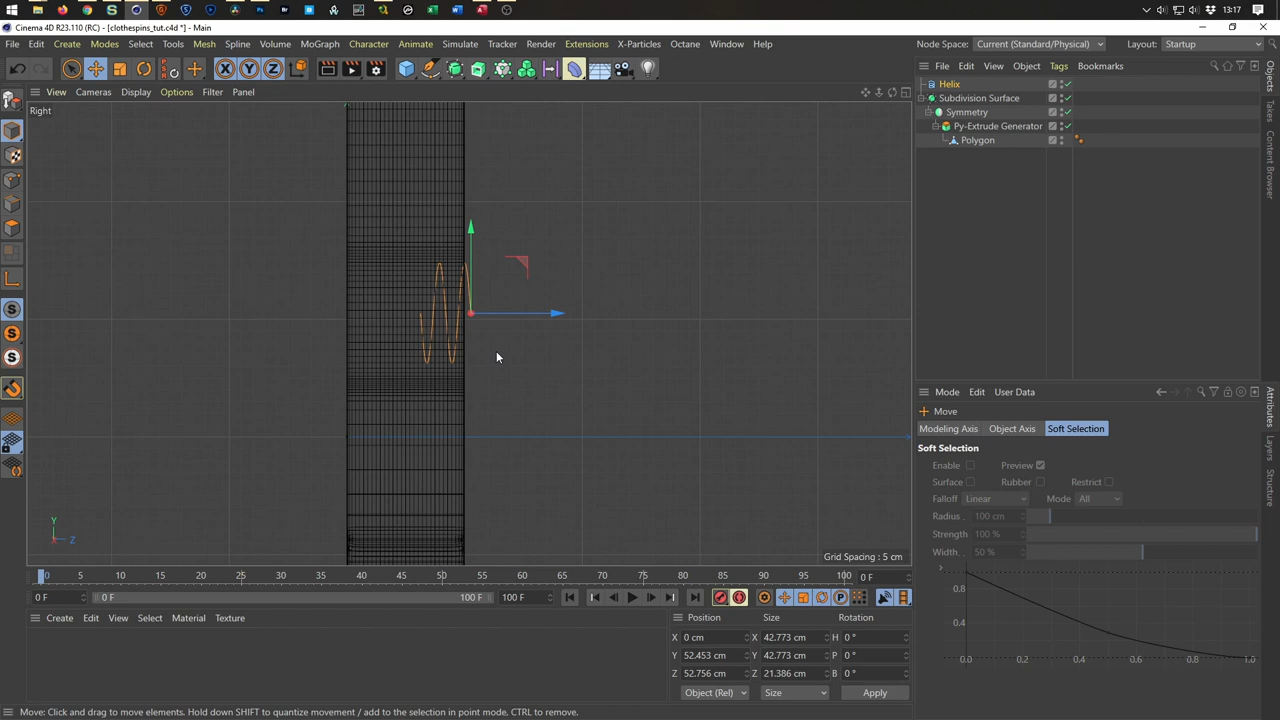 13:17
Cinema 4D R23.110 (RC) - [clothespins_tut.c4d *] - Main
File Edit Create Modes Select Tools Mesh Spline Volume MoGraph Character Animate Simulate Tracker Render Extensions X-Particles Octane Window Help
Node Space: Current (Standard/Physical) Layout: Startup
X Y Z
File Edit View Object Tags Bookmarks
View Cameras Display Options Filter Panel
Right
Helix
Subdivision Surface
Symmetry
Py-Extrude Generator
Polygon
Objects
Takes
Content Browser
Mode Edit User Data
Move
Modeling Axis Object Axis Soft Selection
Soft Selection
Enable Preview
Surface Rubber Restrict
Falloff Linear Mode All
Radius 100 cm
Strength 100 %
Width 50 %
0.8
0.4
0.0 0.2 0.4 0.6 0.8 1.0
Attributes
Layers
Structure
Y
X Z
Grid Spacing : 5 cm
0 5 10 15 20 25 30 35 40 45 50 55 60 65 70 75 80 85 90 95 100 0 F
0 F 0 F 100 F 100 F
Create Edit View Select Material Texture
Position Size Rotation
X 0 cm X 42.773 cm H 0 °
Y 52.453 cm Y 42.773 cm P 0 °
Z 52.756 cm Z 21.386 cm B 0 °
Object (Rel) Size Apply
Move: Click and drag to move elements. Hold down SHIFT to quantize movement / add to the selection in point mode, CTRL to remove.